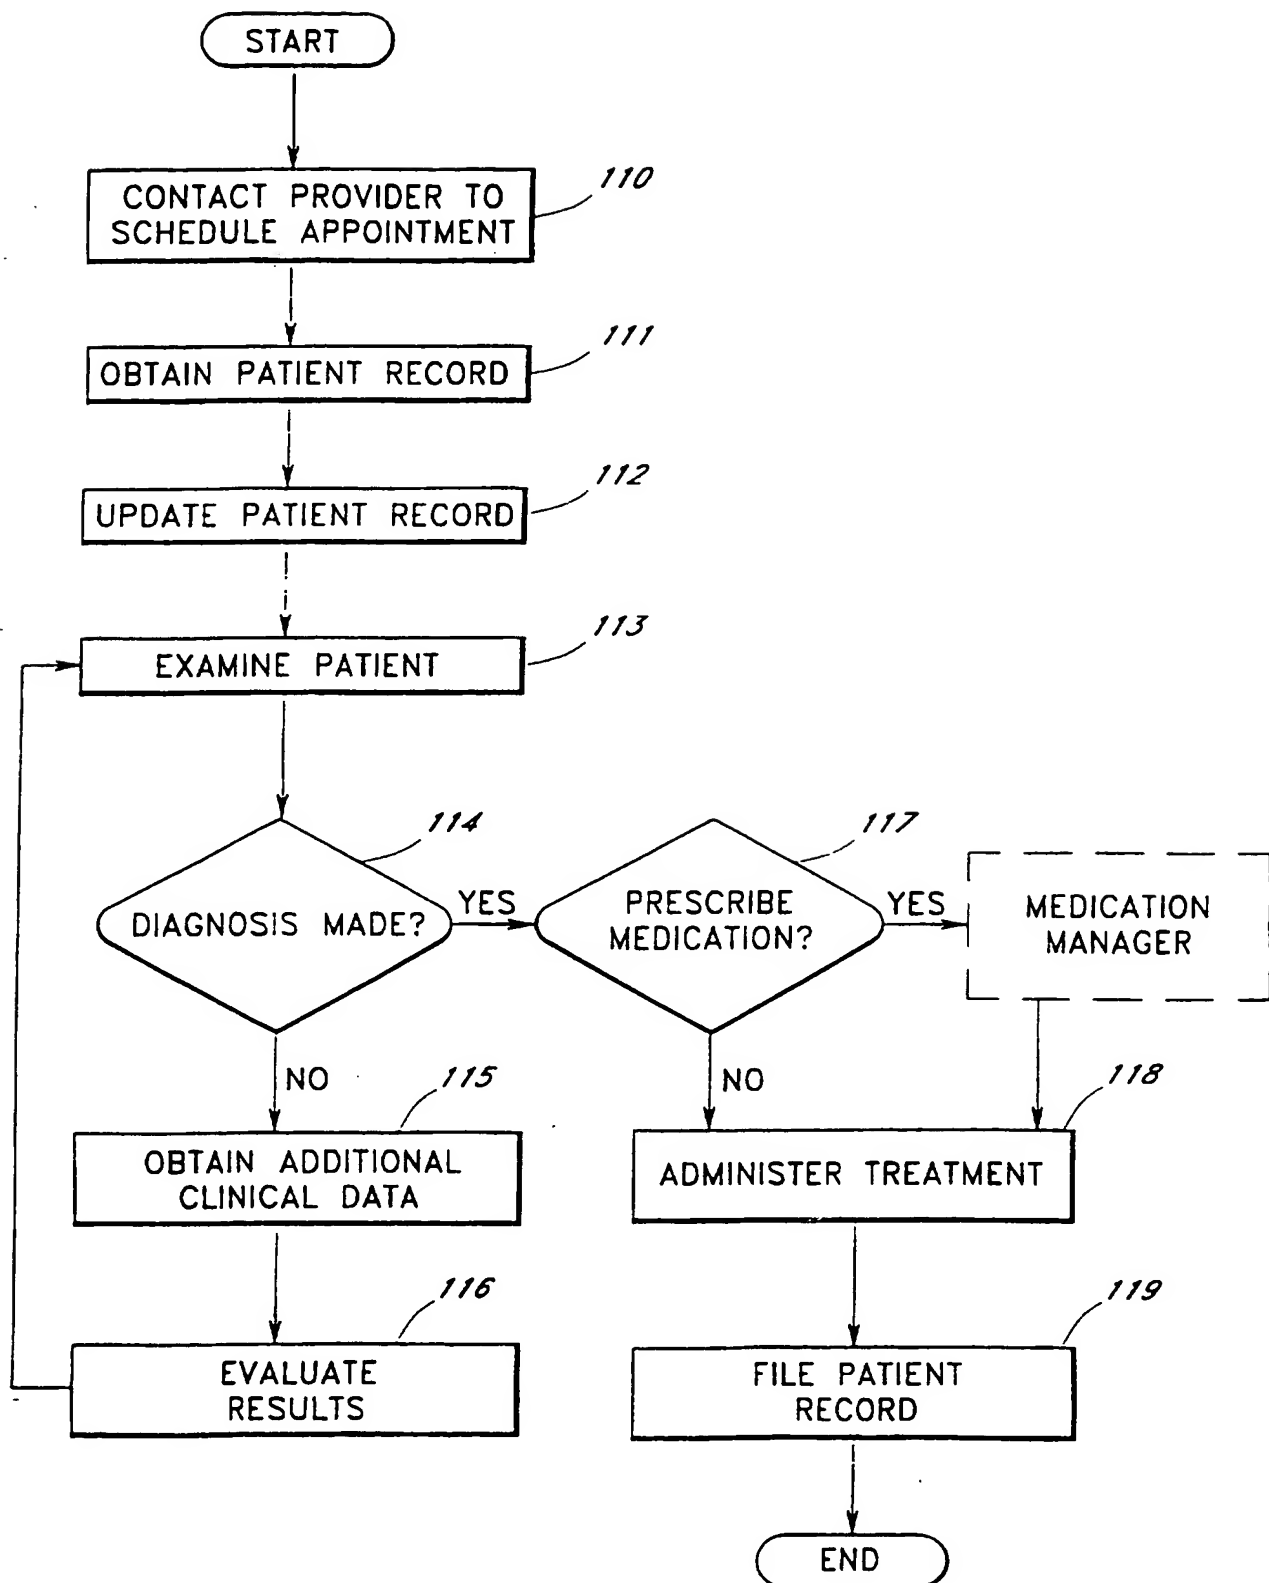 START
110
CONTACT PROVIDER TO
SCHEDULE APPOINTMENT
111
OBTAIN PATIENT RECORD
112
UPDATE PATIENT RECORD
113
EXAMINE PATIENT
114
DIAGNOSIS MADE?
YES
117
PRESCRIBE
MEDICATION?
YES
MEDICATION
MANAGER
NO
115
OBTAIN ADDITIONAL
CLINICAL DATA
NO
118
ADMINISTER TREATMENT
116
EVALUATE
RESULTS
119
FILE PATIENT
RECORD
END